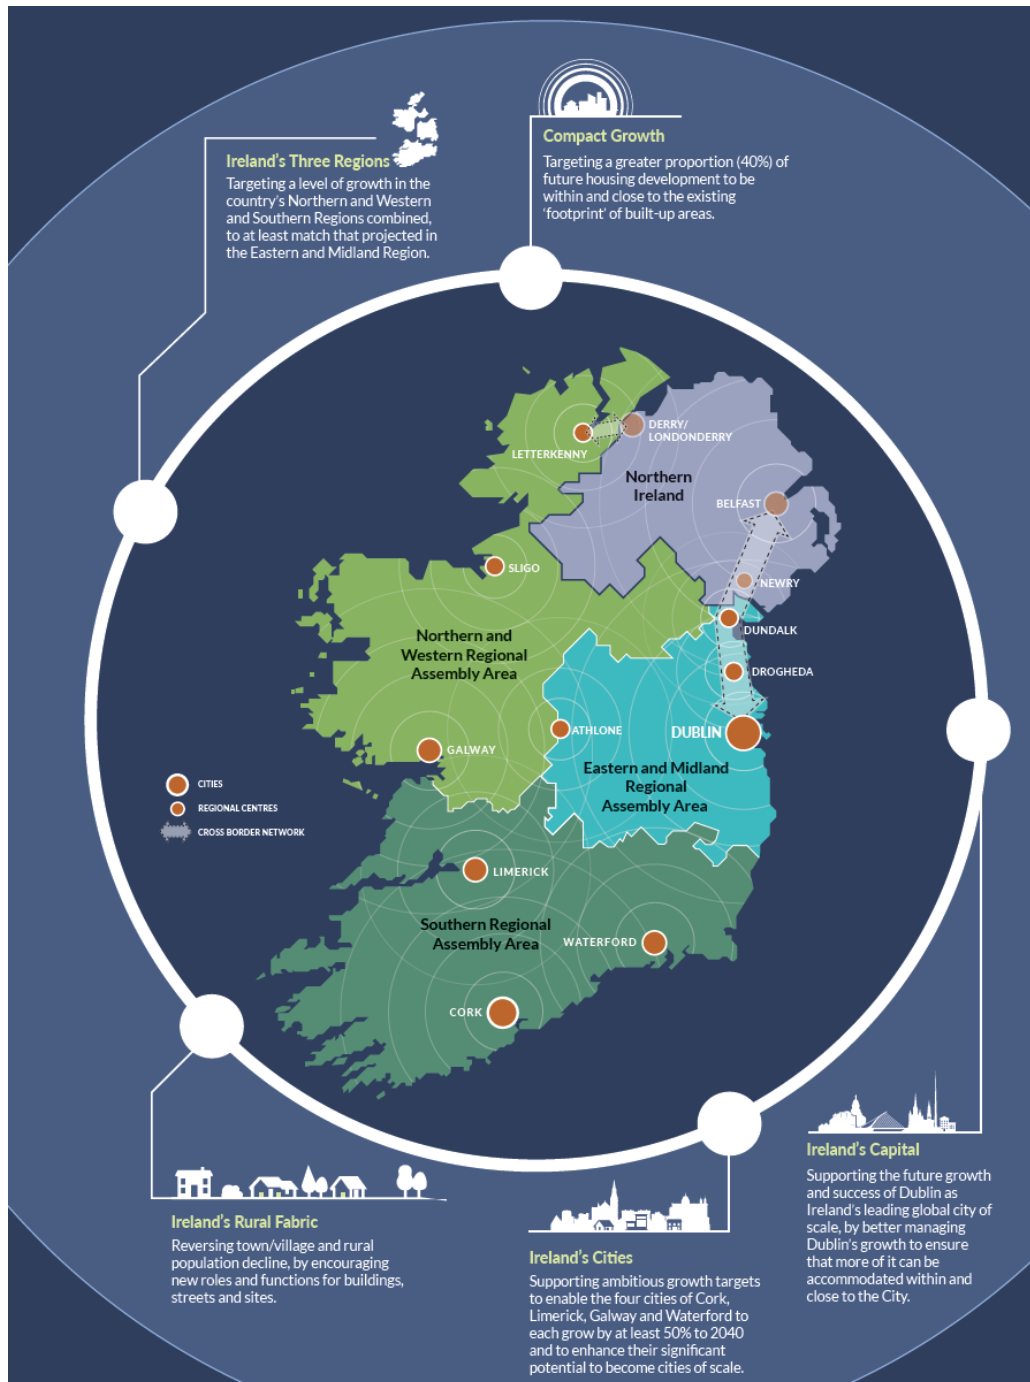 Ireland's Three Regions
Targeting a level of growth in the
country's Northern and Western
and Southern Regions combined,
to at least match that projected in
the Eastern and Midland Region.
Compact Growth
Targeting a greater proportion (40%) of
future housing development to be
within and close to the existing
'footprint' of built-up areas.
DERRY/
LONDONDERRY
LETTERKENNY
Northern
Ireland
BELFAST
SLIGO
NEWRY
DUNDALK
Northern and
Western Regional
Assembly Area
DROGHEDA
ATHLONE
DUBLIN
GALWAY
Eastern and Midland
Regional
Assembly Area
CITIES
REGIONAL CENTRES
CROSS BORDER NETWORK
LIMERICK
Southern Regional
Assembly Area
WATERFORD
CORK
Ireland's Capital
Supporting the future growth
and success of Dublin as
Ireland's leading global city of
scale, by better managing
Dublin's growth to ensure
that more of it can be
accommodated within and
close to the City.
Ireland's Rural Fabric
Reversing town/village and rural
population decline, by encouraging
new roles and functions for buildings,
streets and sites.
Ireland's Cities
Supporting ambitious growth targets
to enable the four cities of Cork,
Limerick, Galway and Waterford to
each grow by at least 50% to 2040
and to enhance their significant
potential to become cities of scale.